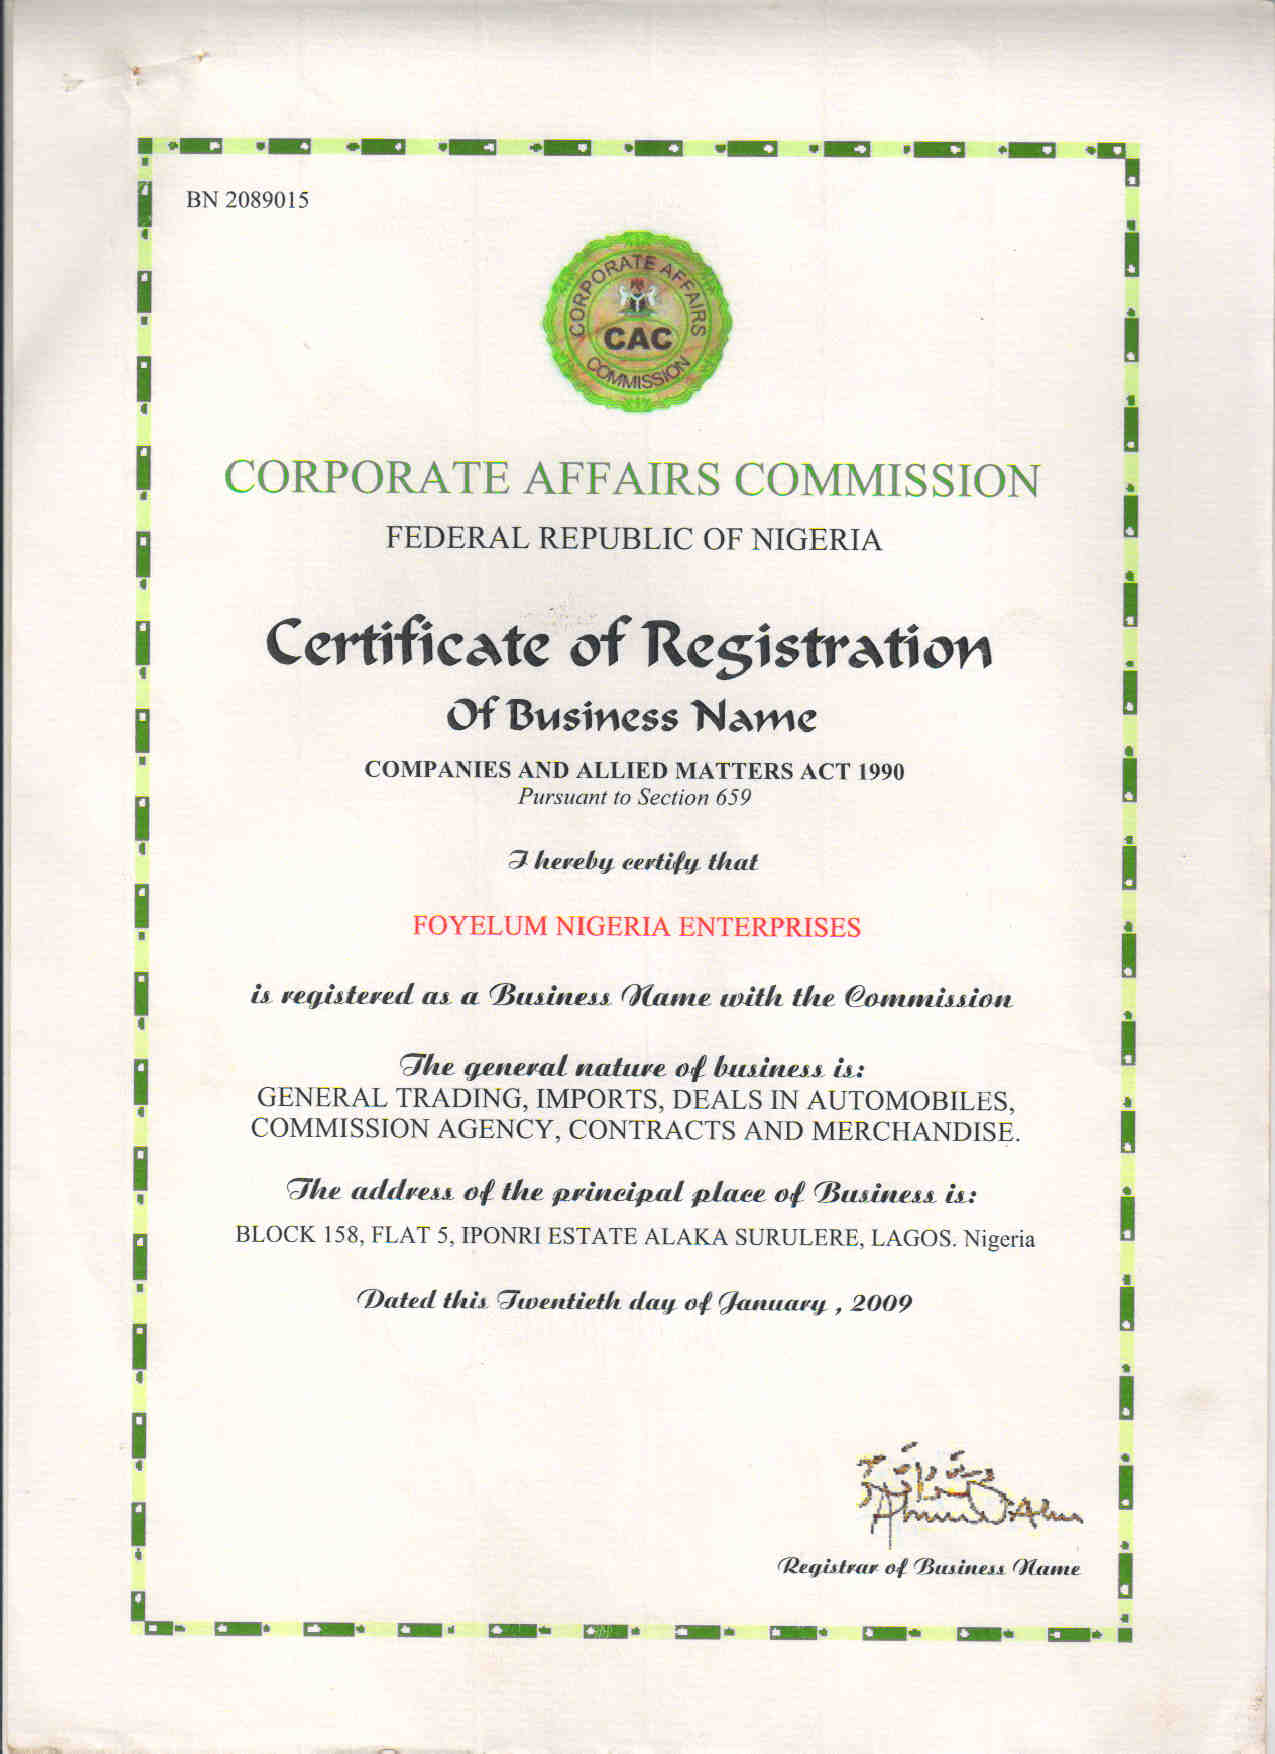 BN 2089015
CORPORATE AFFAIRS
CAC
COMMISSION
CORPORATE AFFAIRS COMMISSION
FEDERAL REPUBLIC OF NIGERIA
Certificate of Registration
Of Business Name
COMPANIES AND ALLIED MATTERS ACT 1990
Pursuant to Section 659
I hereby certify that
FOYELUM NIGERIA ENTERPRISES
is registered as a Business Name with the Commission
The general nature of business is:
GENERAL TRADING, IMPORTS, DEALS IN AUTOMOBILES,
COMMISSION AGENCY, CONTRACTS AND MERCHANDISE.
The address of the principal place of Business is:
BLOCK 158, FLAT 5, IPONRI ESTATE ALAKA SURULERE, LAGOS. Nigeria
Dated this Twentieth day of January , 2009
Registrar of Business Name